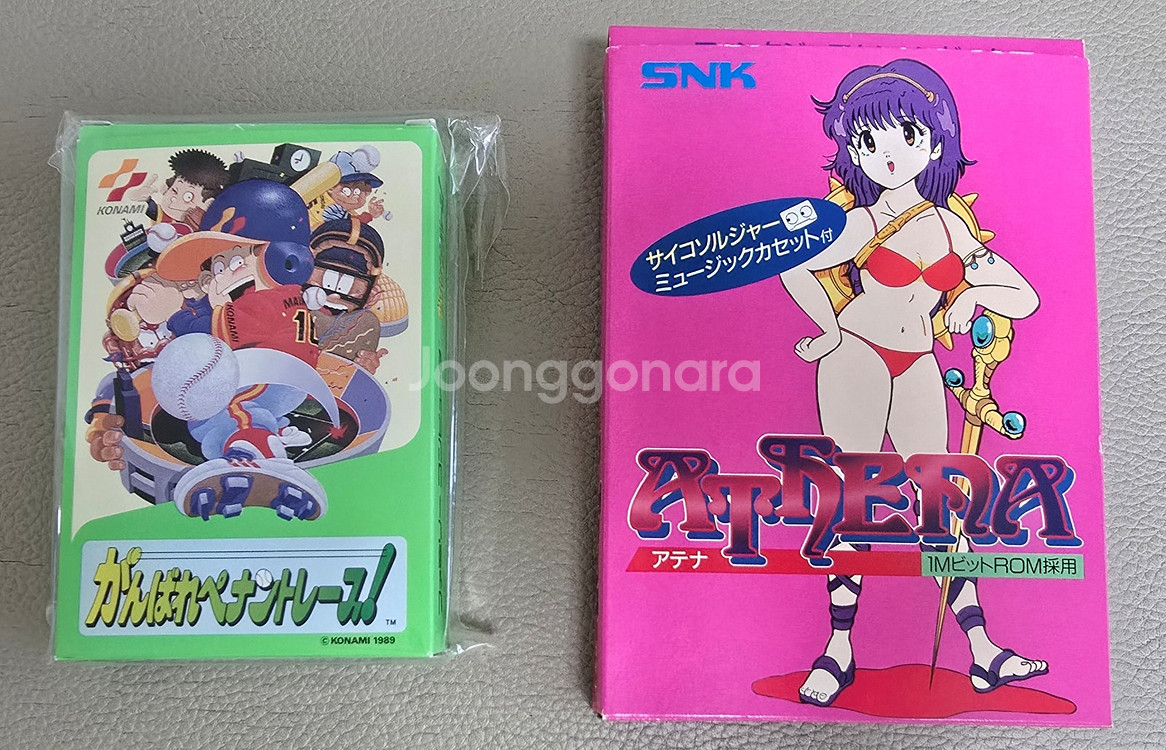 KONAMI
KONAMI
10
がんばれペナントレース!
TM
© KONAMI 1989
SNK
サイコソルジャー
ミュージックカセット付
ATHENA
アテナ
1MビットROM採用
Joonggonara